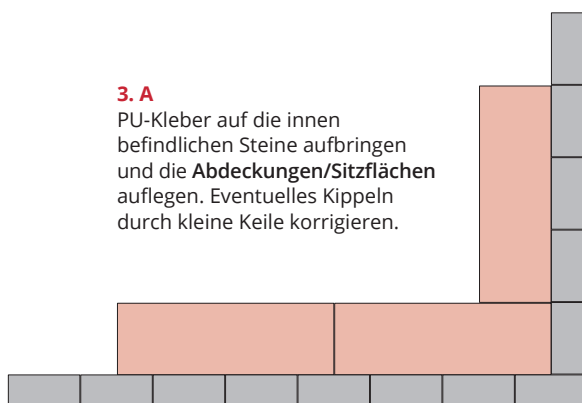 3. A
PU-Kleber auf die innen
befindlichen Steine aufbringen
und die Abdeckungen/Sitzflächen
auflegen. Eventuelles Kippeln
durch kleine Keile korrigieren.